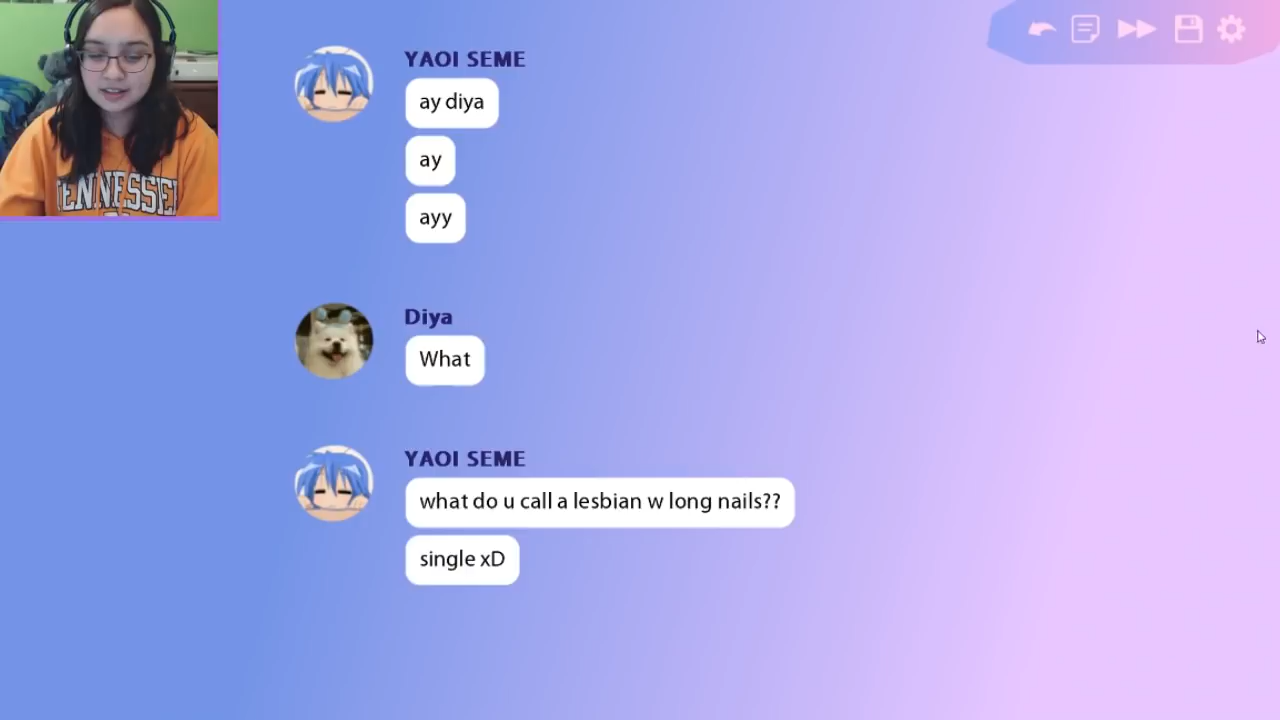 YAOI SEME
ay diya
ay
ayy
Diya
What
YAOI SEME
what do u call a lesbian w long nails??
single xD
TENNESSEE